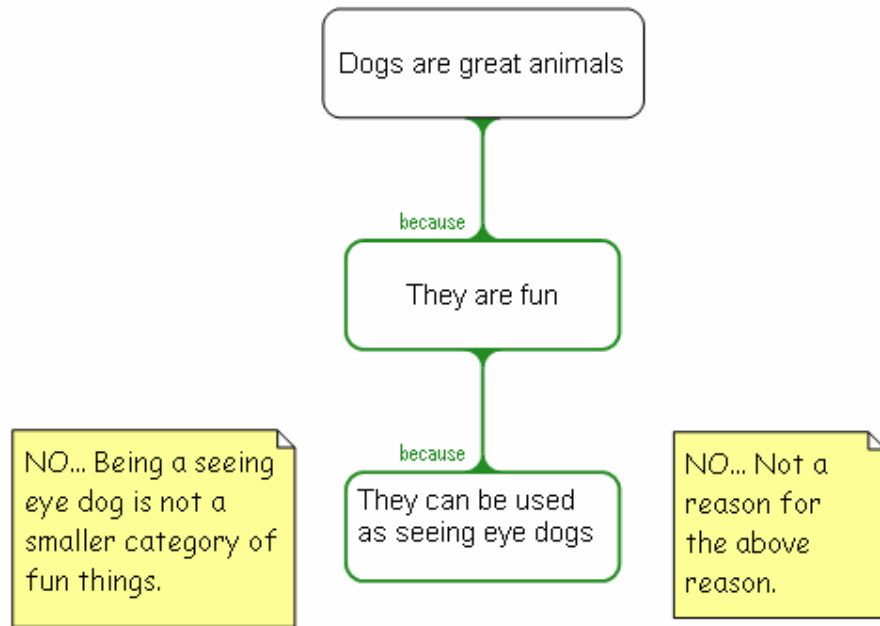 Dogs are great animals
because
They are fun
because
They can be used
as seeing eye dogs
NO... Being a seeing
eye dog is not a
smaller category of
fun things.
NO... Not a
reason for
the above
reason.